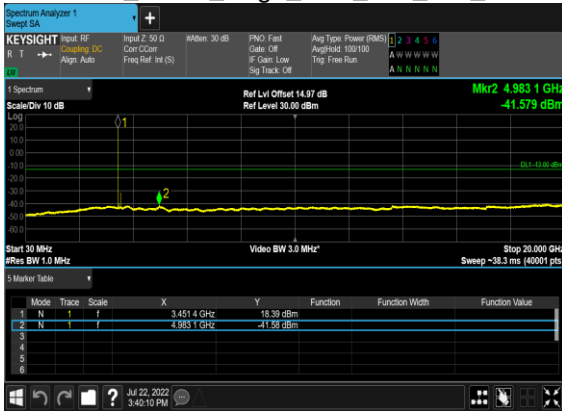 Spectrum Analyzer 1
Swept SA
KEYSIGHT Input: RF Input Z: 50 Ω #Atten: 30 dB PNO: Fast Avg Type: Power (RMS) 1 2 3 4 5 6
R T Coupling: DC Corr CCorr Gate: Off Avg|Hold: 100/100 A W W W W W
Align: Auto Freq Ref: Int (S) IF Gain: Low Trig: Free Run
Sig Track: Off A N N N N N
1 Spectrum Ref Lvl Offset 14.97 dB Mkr2 4.983 1 GHz
Scale/Div 10 dB Ref Level 30.00 dBm -41.579 dBm
Log
20.0
10.0
0.00
-10.0 DL1 -13.00 dBm
-20.0
-30.0
-40.0
-50.0
-60.0
1
2
Start 30 MHz Video BW 3.0 MHz* Stop 20.000 GHz
#Res BW 1.0 MHz Sweep ~38.3 ms (40001 pts)
5 Marker Table
Mode Trace Scale X Y Function Function Width Function Value
1 N 1 f 3.451 4 GHz 18.39 dBm
2 N 1 f 4.983 1 GHz -41.58 dBm
3
4
5
6
Jul 22, 2022
3:40:10 PM